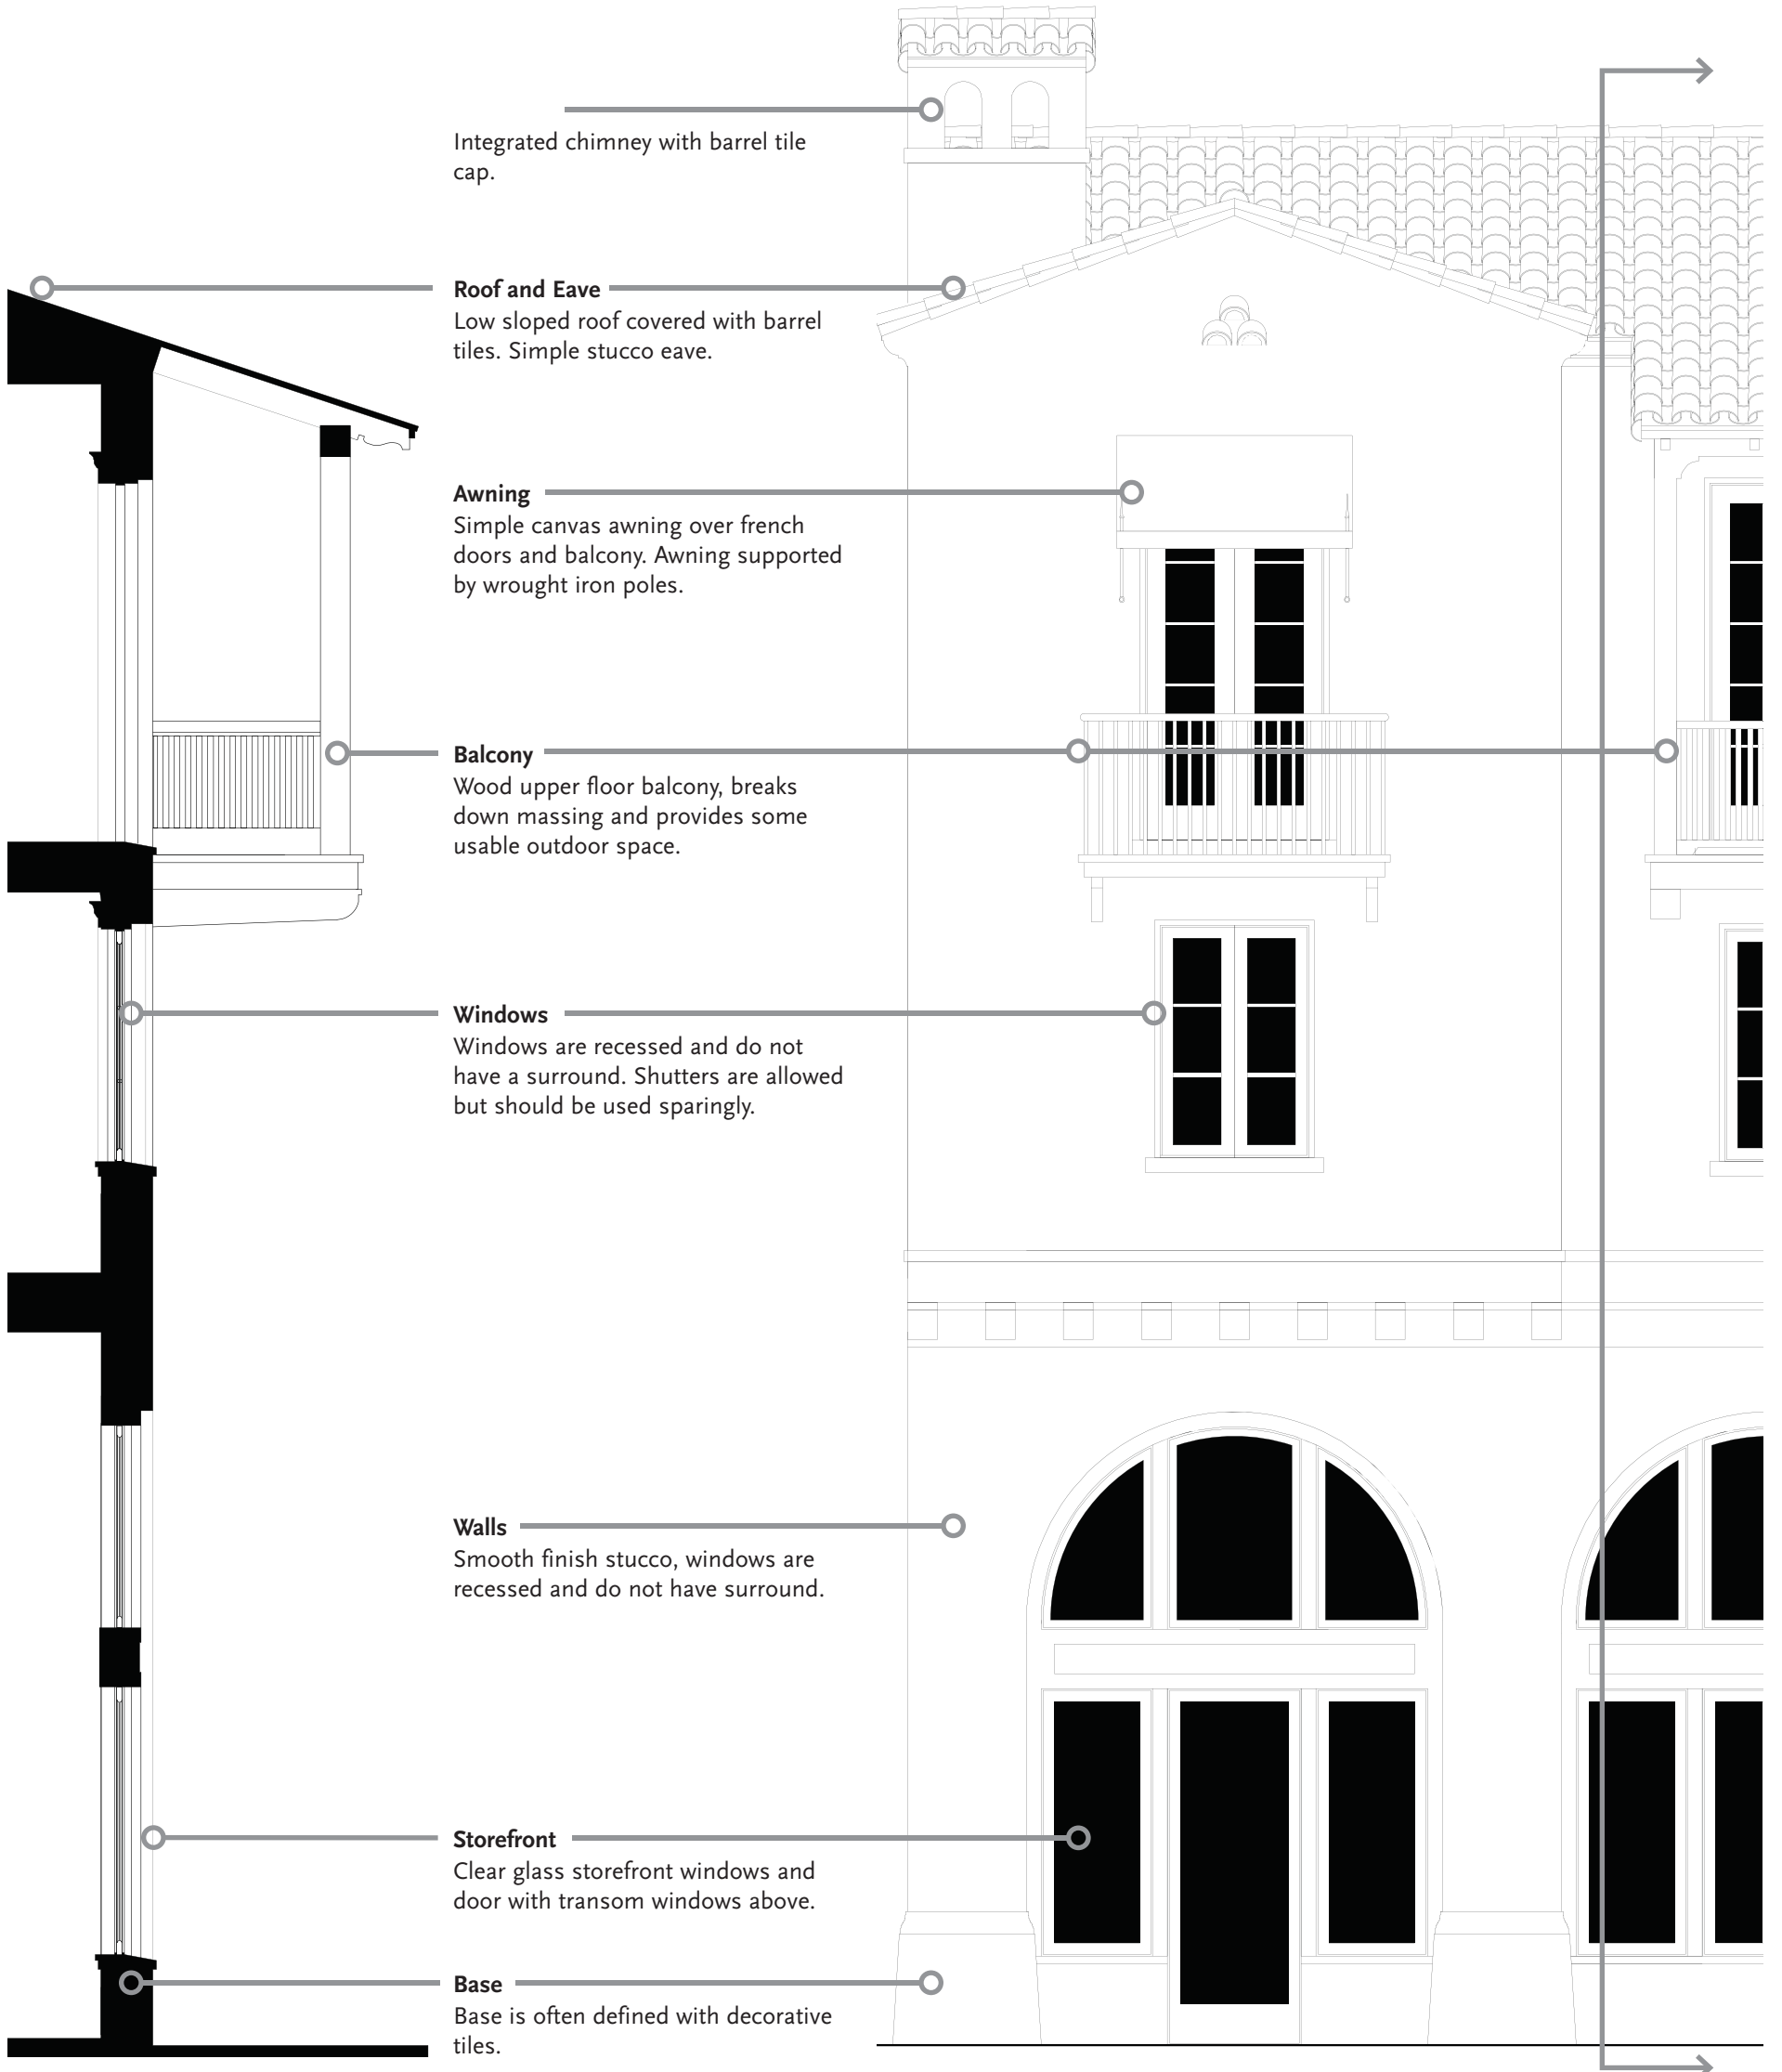 Integrated chimney with barrel tile
cap.
Roof and Eave
Low sloped roof covered with barrel
tiles. Simple stucco eave.
Awning
Simple canvas awning over french
doors and balcony. Awning supported
by wrought iron poles.
Balcony
Wood upper floor balcony, breaks
down massing and provides some
usable outdoor space.
Windows
Windows are recessed and do not
have a surround. Shutters are allowed
but should be used sparingly.
Walls
Smooth finish stucco, windows are
recessed and do not have surround.
Storefront
Clear glass storefront windows and
door with transom windows above.
Base
Base is often defined with decorative
tiles.